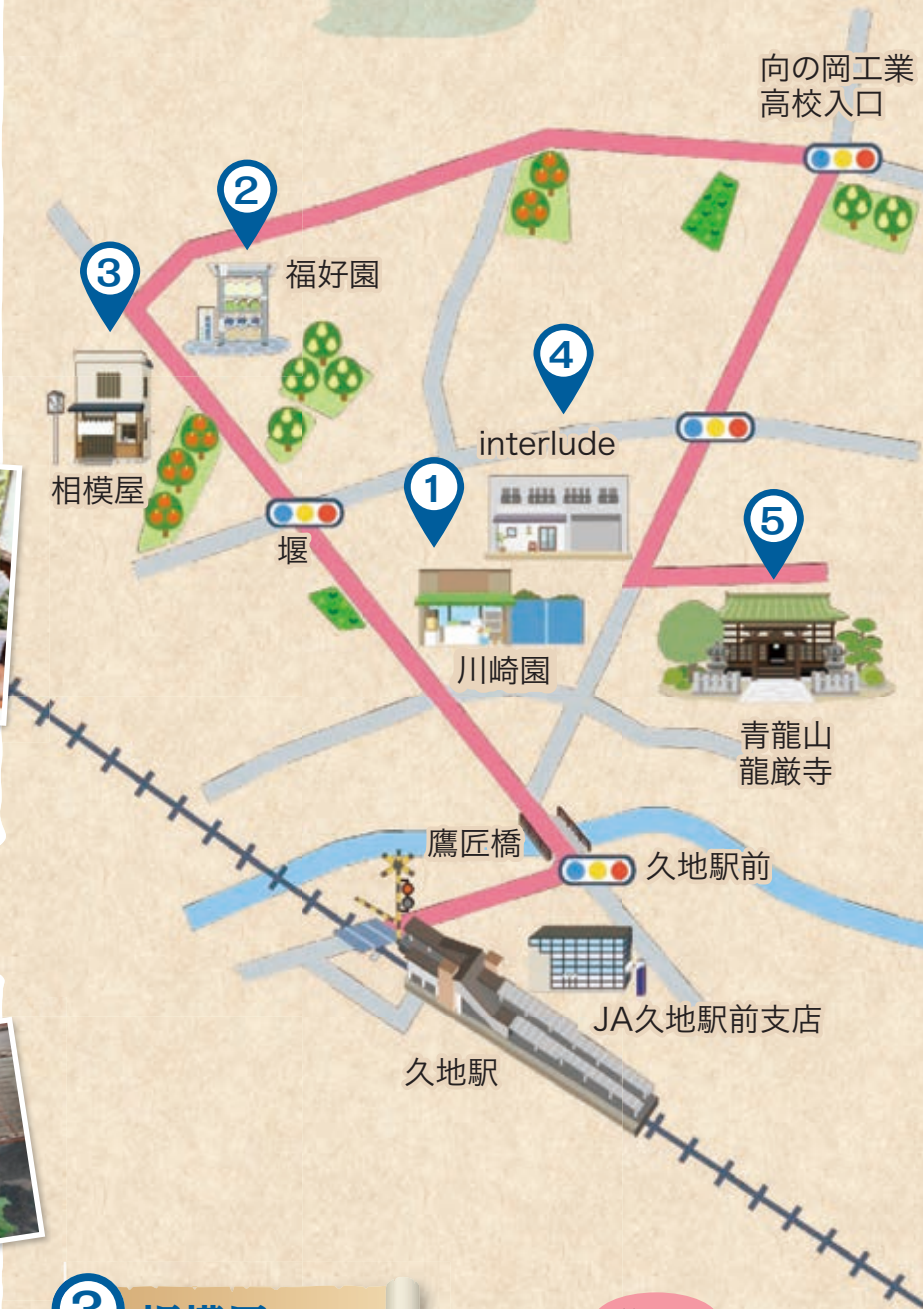 向の岡工業
高校入口
2
福好園
3
相模屋
4
interlude
1
堰
5
川崎園
青龍山
龍厳寺
鷹匠橋
久地駅前
JA久地駅前支店
久地駅
3